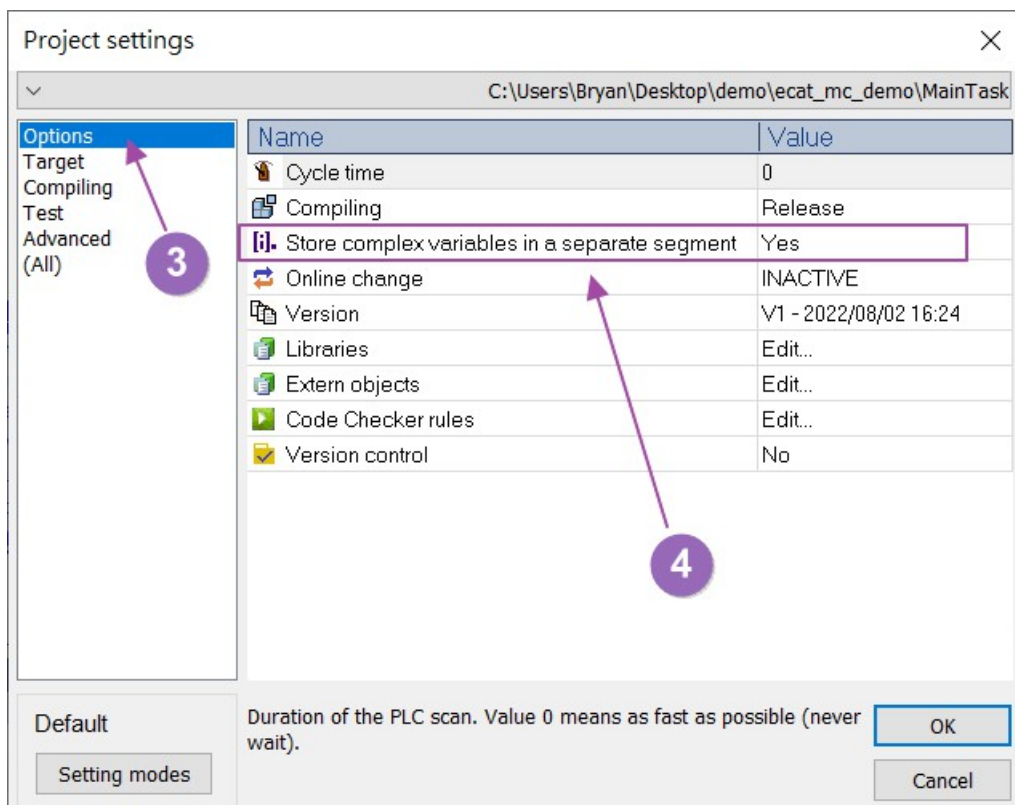 Project settings
C:\Users\Bryan\Desktop\demo\ecat_mc_demo\MainTask
Options
Target
Compiling
Test
Advanced
(All)
3
Name Value
Cycle time 0
Compiling Release
Store complex variables in a separate segment Yes
Online change INACTIVE
Version V1 - 2022/08/02 16:24
Libraries Edit...
Extern objects Edit...
Code Checker rules Edit...
Version control No
4
Default
Setting modes
Duration of the PLC scan. Value 0 means as fast as possible (never
wait).
OK
Cancel